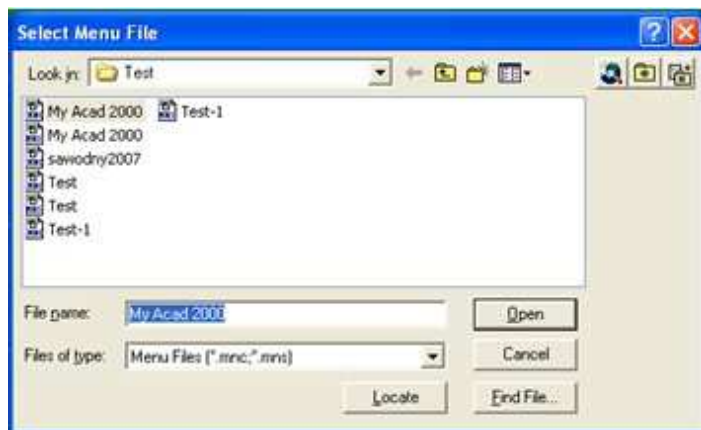 Select Menu File
Look in: Test
My Acad 2000 Test-1
My Acad 2000
sawodny2007
Test
Test
Test-1
File name: My Acad 2000 Open
Files of type: Menu Files (*.mnc;*.mns) Cancel
Locate Find File...